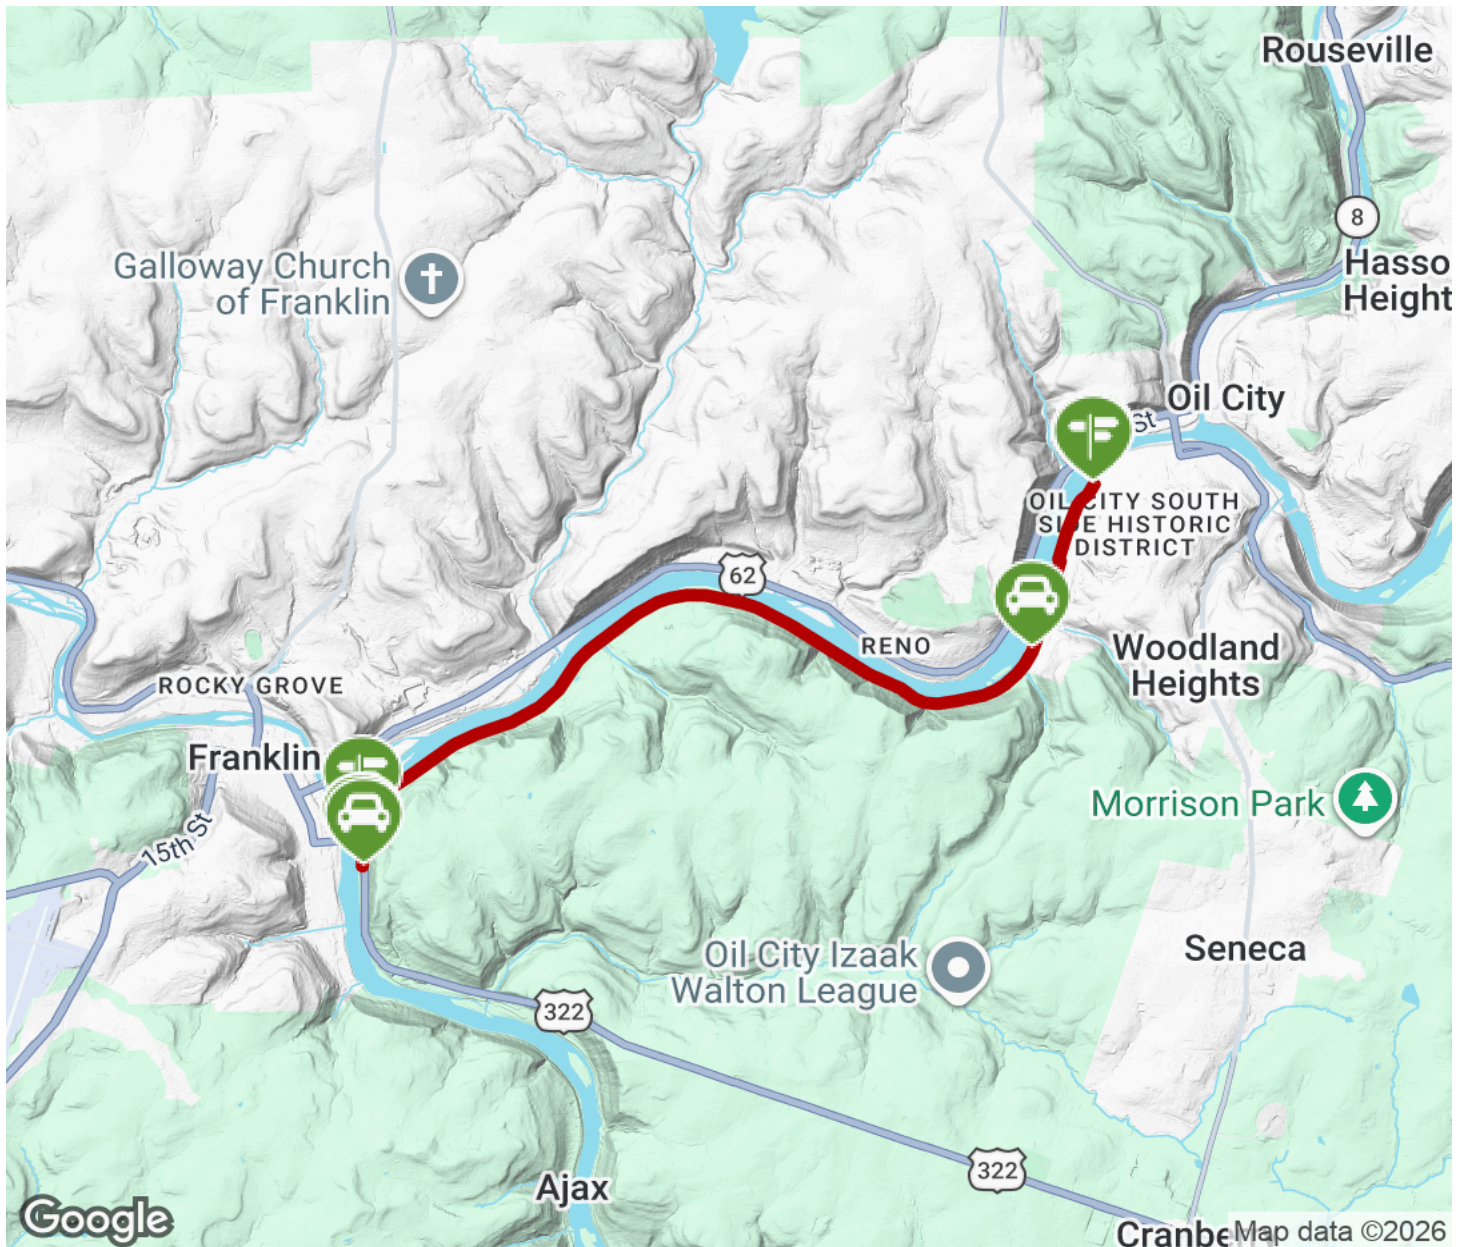 Rouseville
8
Galloway Church
of Franklin
Hasso
Height
Oil City
St
OIL CITY SOUTH
SIDE HISTORIC
DISTRICT
62
RENO
Woodland
Heights
ROCKY GROVE
Franklin
Morrison Park
15th St
Oil City Izaak
Walton League
Seneca
322
322
Ajax
Google
Cranbe
Map data ©2026